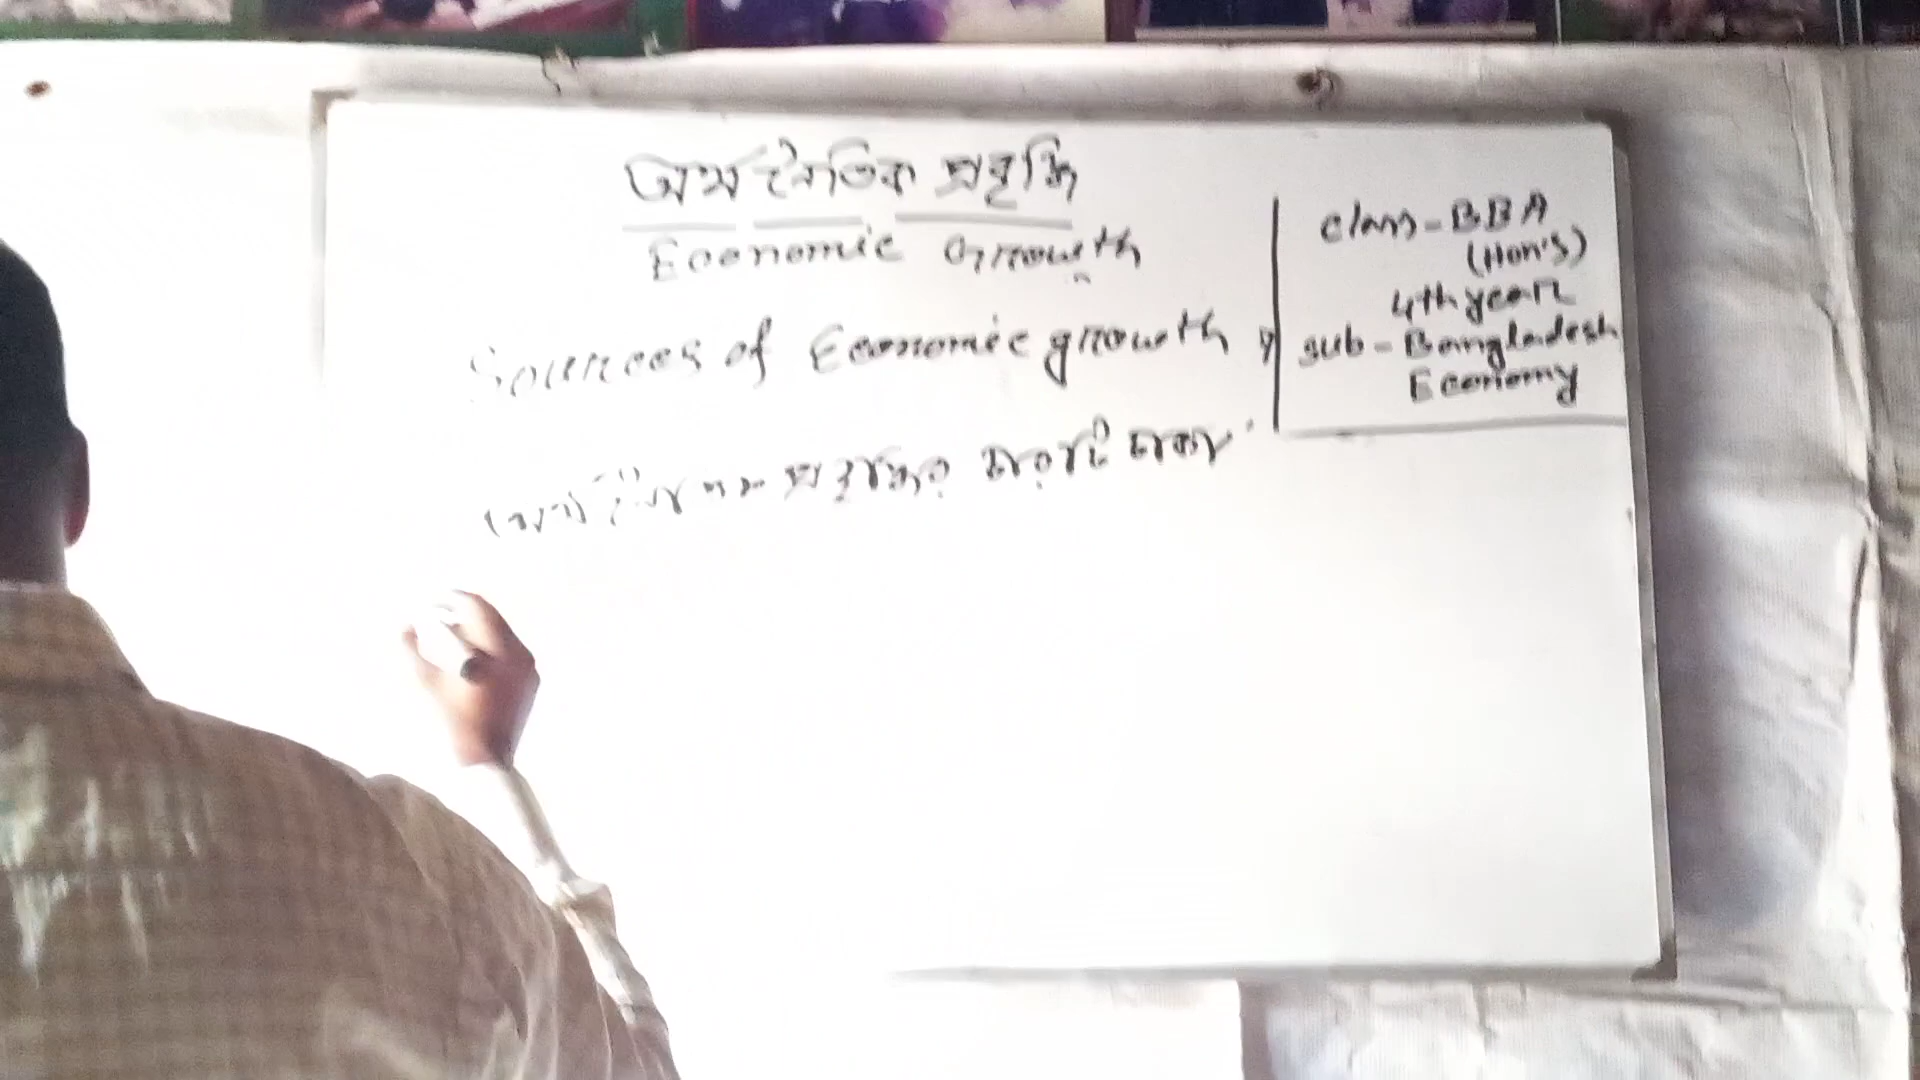 অর্থনৈতিক প্রবৃদ্ধি
Economic Growth
Sources of Economic growth
class-BBA
(Hon's)
4th year
sub-Bangladesh
Economy